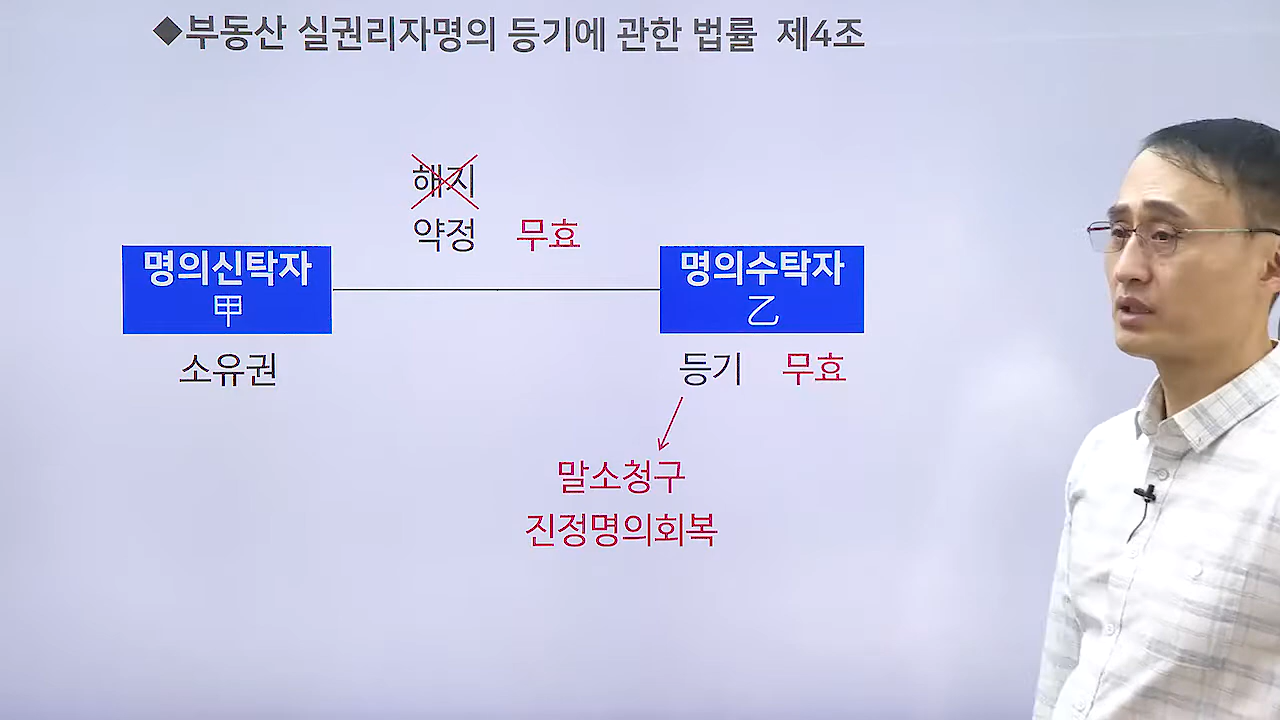 ◆부동산 실권리자명의 등기에 관한 법률 제4조
해지
약정 무효
명의신탁자
甲
명의수탁자
乙
소유권
등기 무효
말소청구
진정명의회복